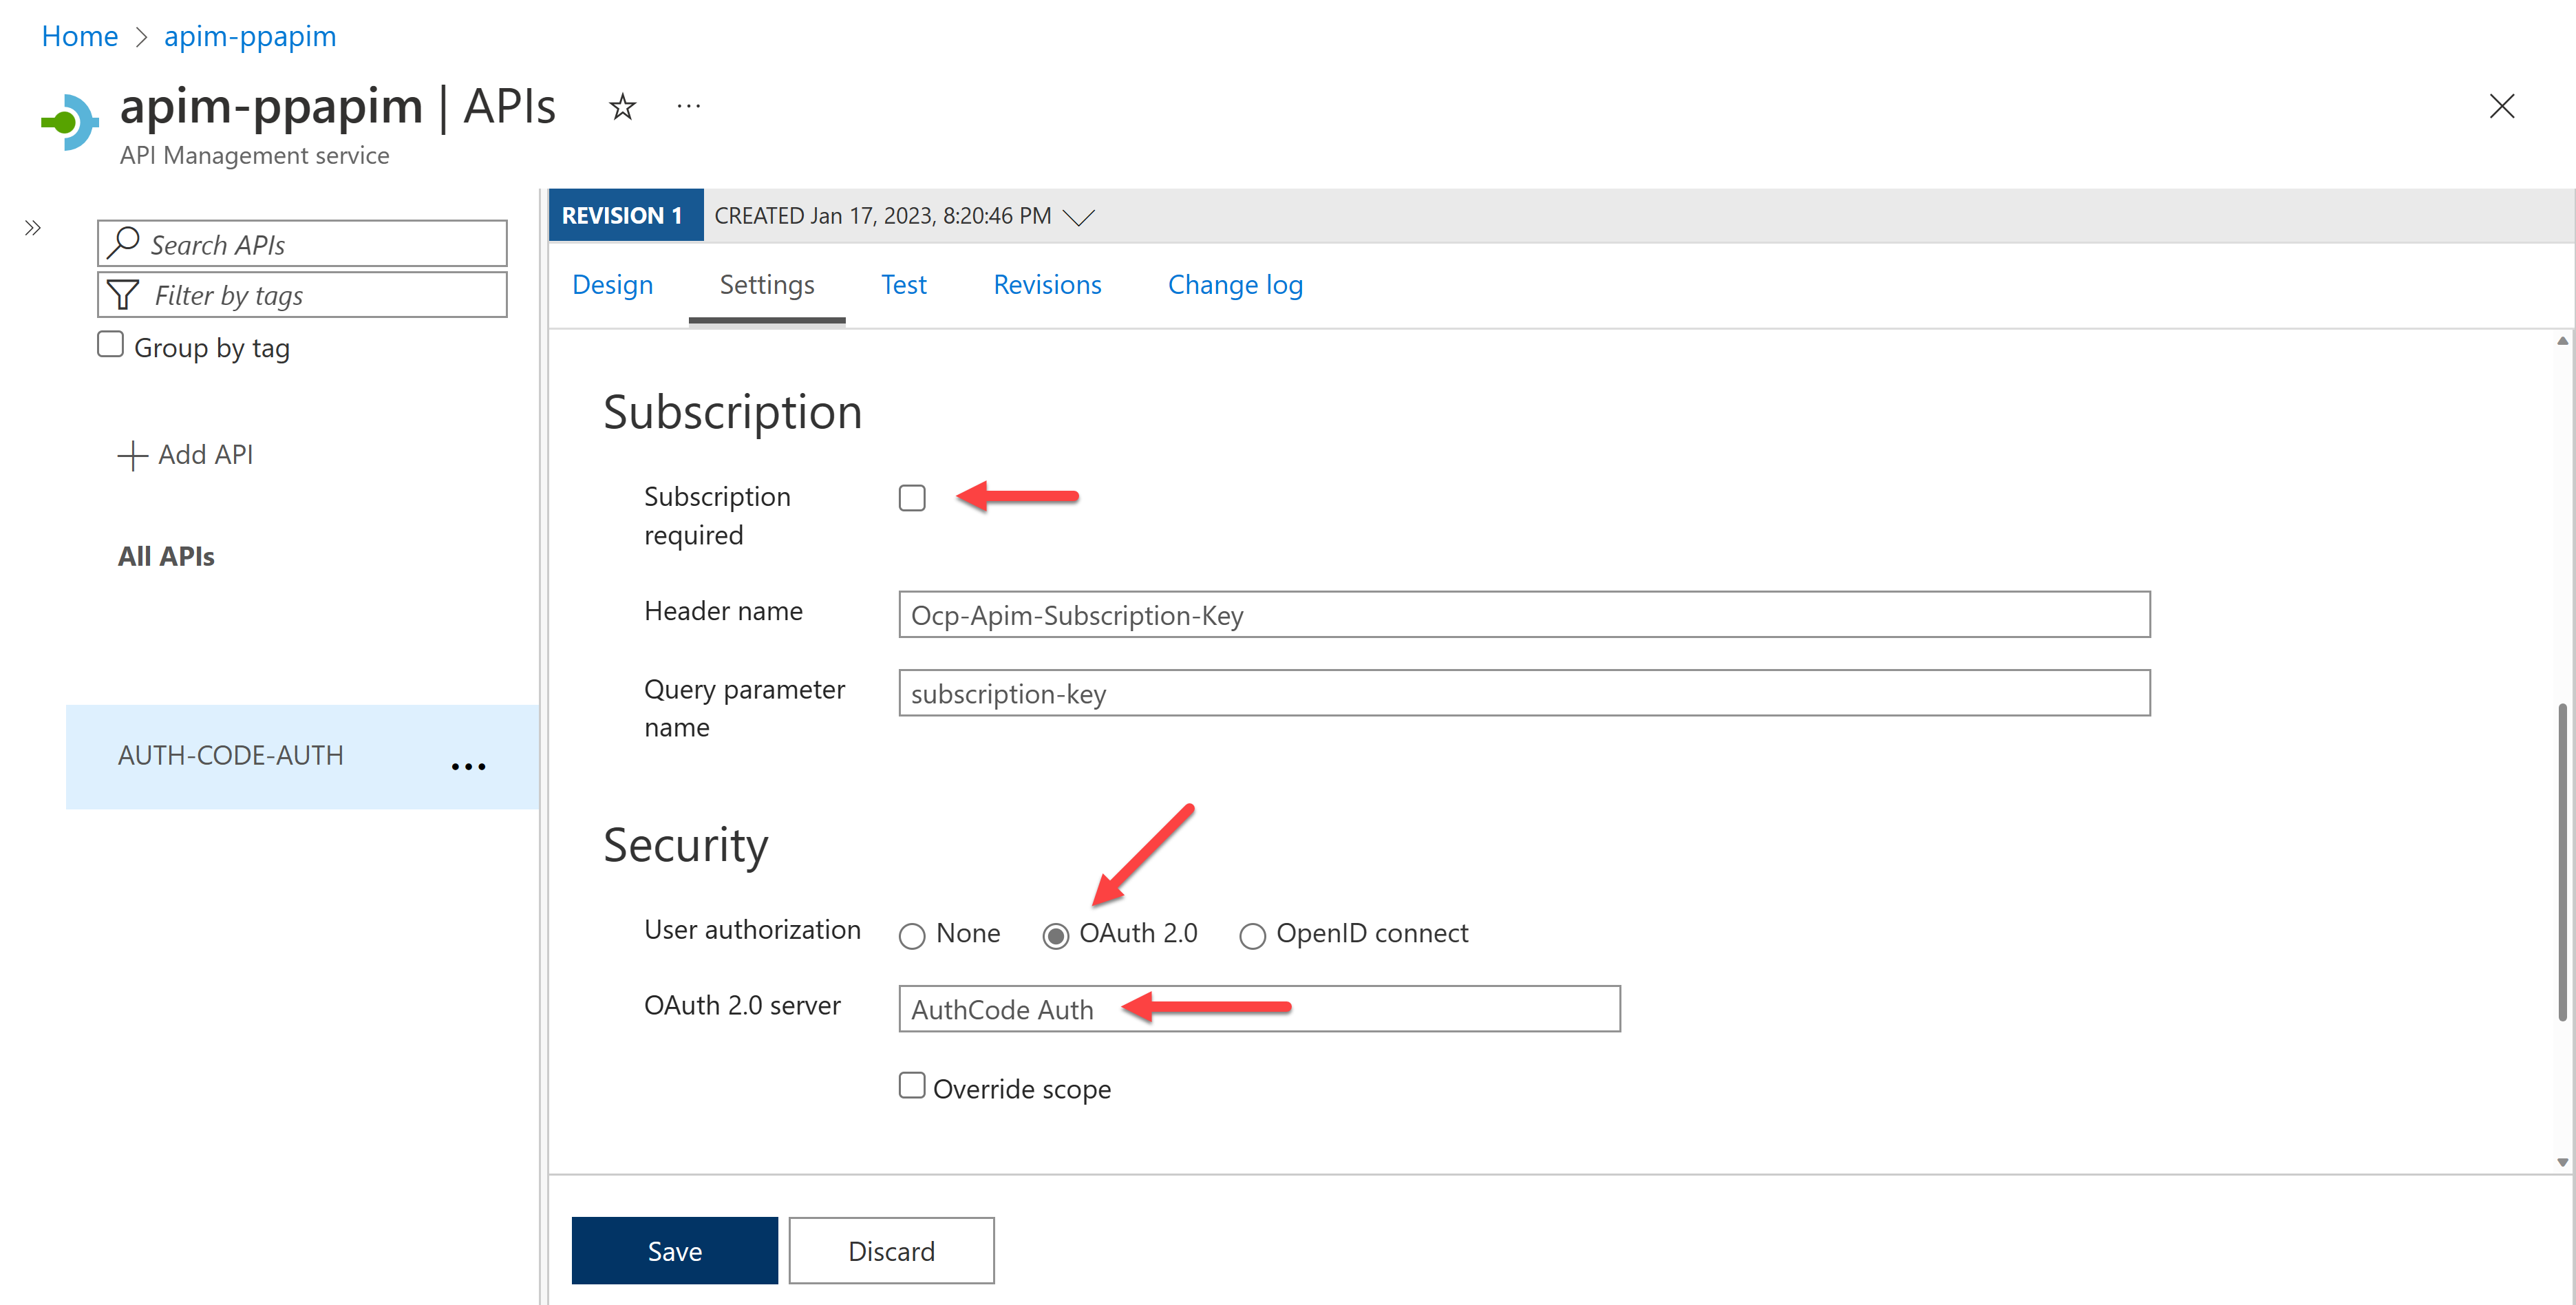 Home > apim-ppapim
apim-ppapim | APIs
API Management service
Search APIs
Filter by tags
Group by tag
Add API
All APIs
AUTH-CODE-AUTH
REVISION 1 CREATED Jan 17, 2023, 8:20:46 PM
Design Settings Test Revisions Change log
Subscription
Subscription
required
Header name Ocp-Apim-Subscription-Key
Query parameter subscription-key
name
Security
User authorization None OAuth 2.0 OpenID connect
OAuth 2.0 server AuthCode Auth
Override scope
Save Discard